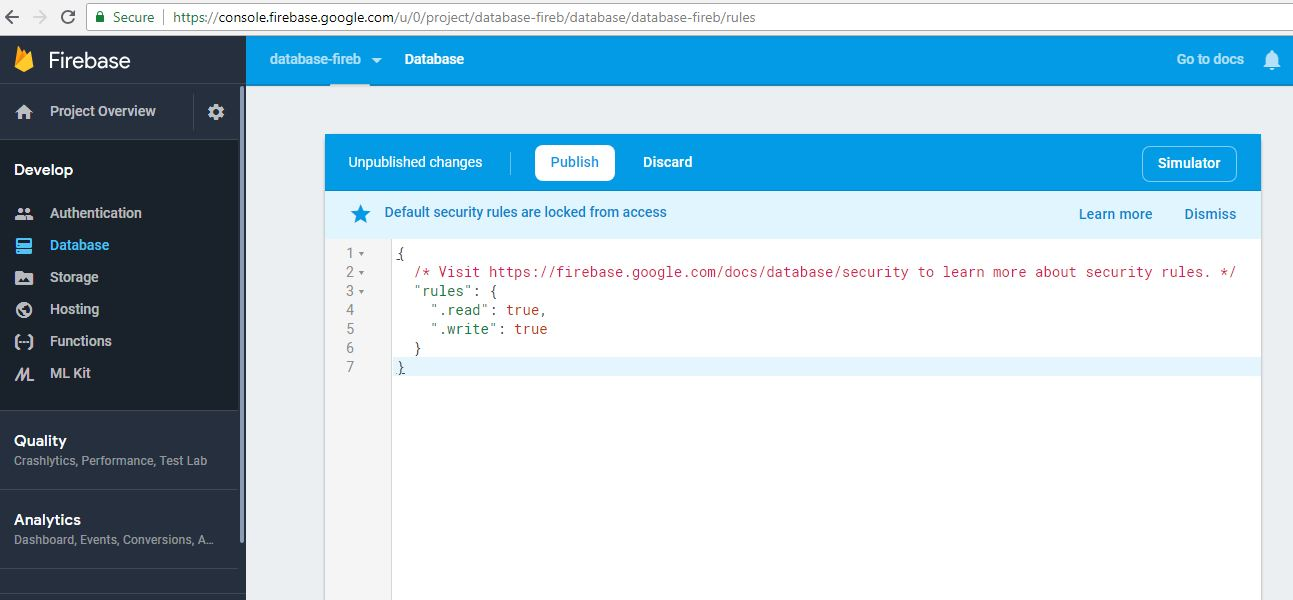 Secure
https://console.firebase.google.com/u/0/project/database-fireb/database/database-fireb/rules
Firebase
database-fireb
Database
Go to docs
Project Overview
Develop
Authentication
Database
Storage
Hosting
Functions
ML Kit
Quality
Crashlytics, Performance, Test Lab
Analytics
Dashboard, Events, Conversions, A...
Unpublished changes
Publish
Discard
Simulator
Default security rules are locked from access
Learn more
Dismiss
1 {
2 /* Visit https://firebase.google.com/docs/database/security to learn more about security rules. */
3 "rules": {
4 ".read": true,
5 ".write": true
6 }
7 }